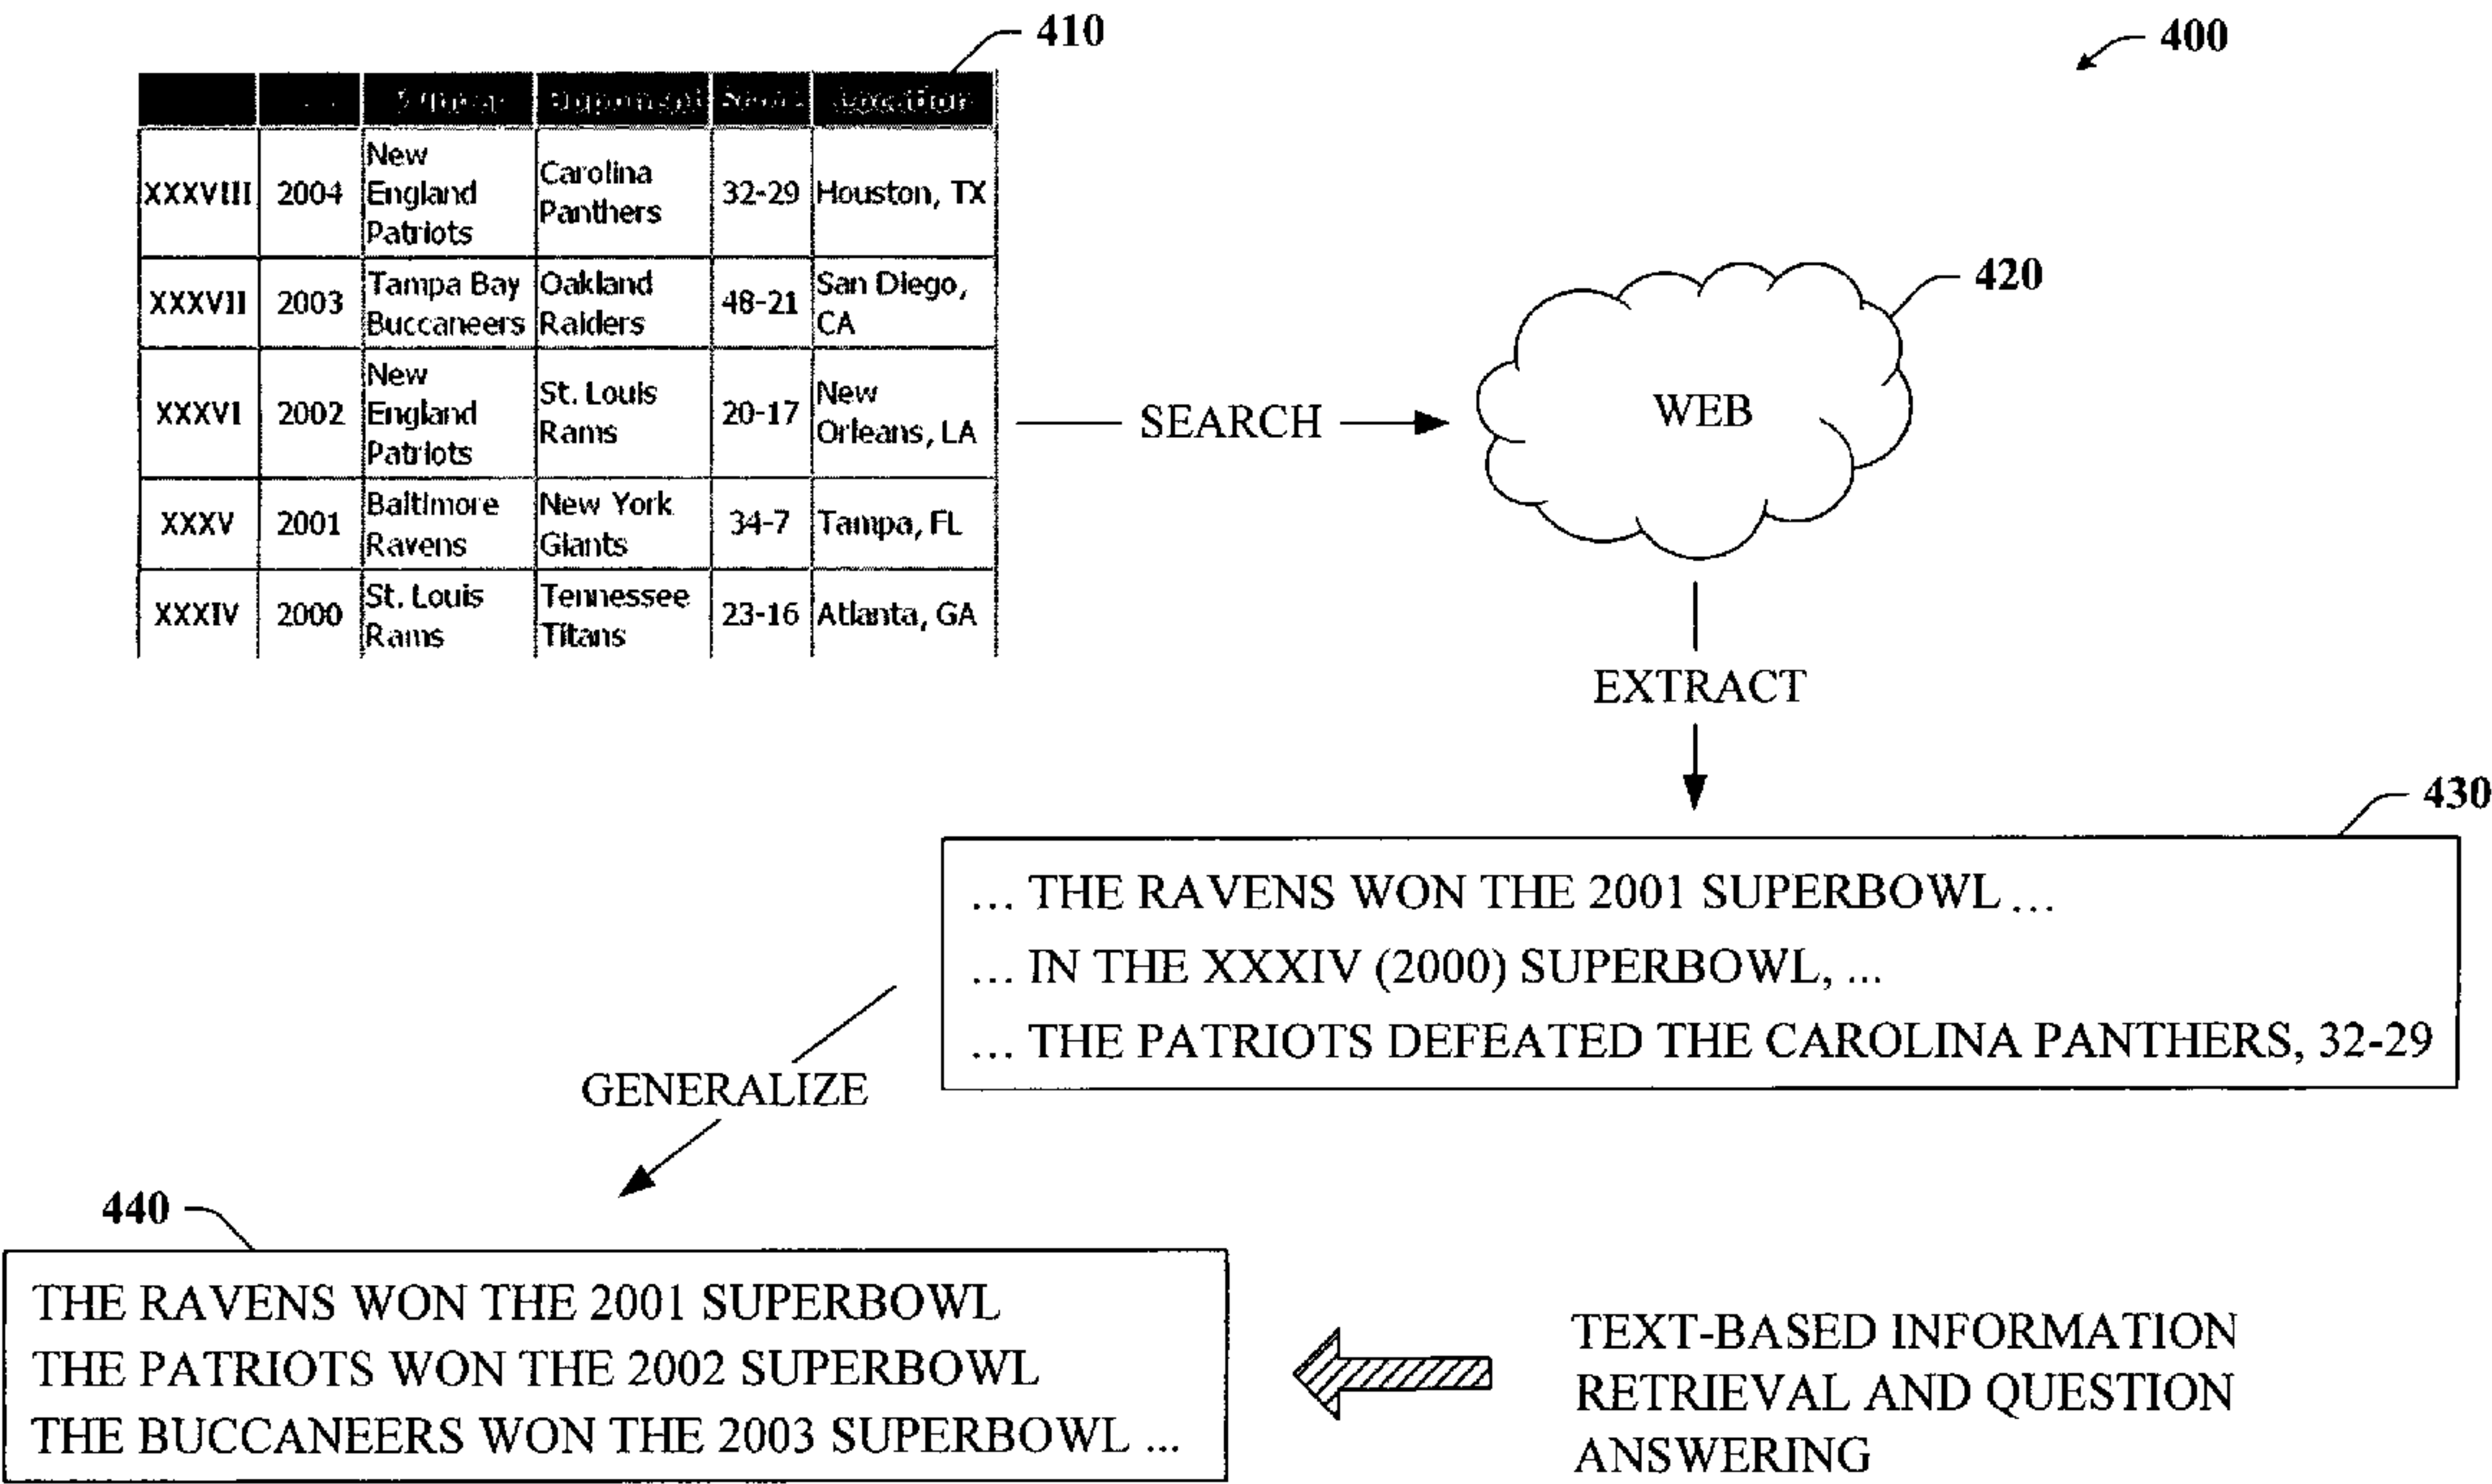 410
400
Location
XXXVIII 2004 New England Patriots Carolina Panthers 32-29 Houston, TX
XXXVII 2003 Tampa Bay Buccaneers Oakland Raiders 48-21 San Diego, CA
XXXVI 2002 New England Patriots St. Louis Rams 20-17 New Orleans, LA
XXXV 2001 Baltimore Ravens New York Giants 34-7 Tampa, FL
XXXIV 2000 St. Louis Rams Tennessee Titans 23-16 Atlanta, GA
SEARCH
420
WEB
EXTRACT
430
... THE RAVENS WON THE 2001 SUPERBOWL ...
... IN THE XXXIV (2000) SUPERBOWL, ...
... THE PATRIOTS DEFEATED THE CAROLINA PANTHERS, 32-29
GENERALIZE
440
THE RAVENS WON THE 2001 SUPERBOWL
THE PATRIOTS WON THE 2002 SUPERBOWL
THE BUCCANEERS WON THE 2003 SUPERBOWL ...
TEXT-BASED INFORMATION
RETRIEVAL AND QUESTION
ANSWERING